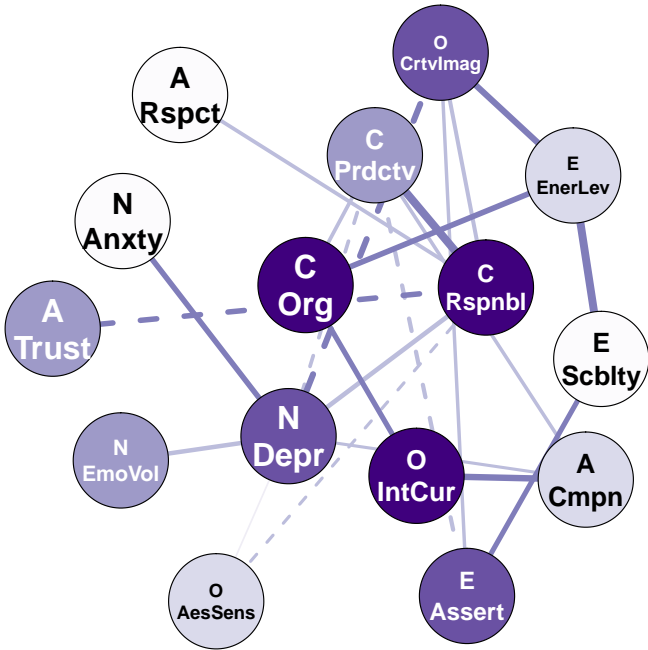 O
CrtvImag
A
Rspct
C
Prdctv
E
EnerLev
N
Anxty
C
Org
C
Rspnbl
A
Trust
E
Scblty
N
Depr
N
EmoVol
O
IntCur
A
Cmpn
O
AesSens
E
Assert